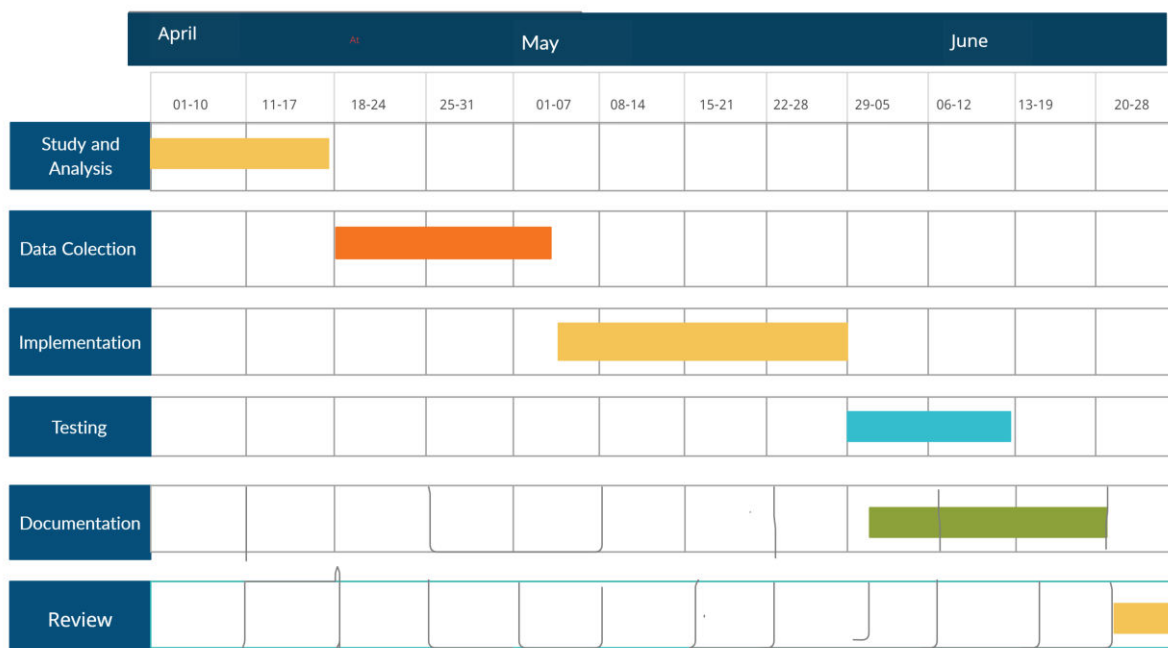 April
At
May
June
01-10 11-17 18-24 25-31 01-07 08-14 15-21 22-28 29-05 06-12 13-19 20-28
Study and
Analysis
Data Colection
Implementation
Testing
Documentation
Review